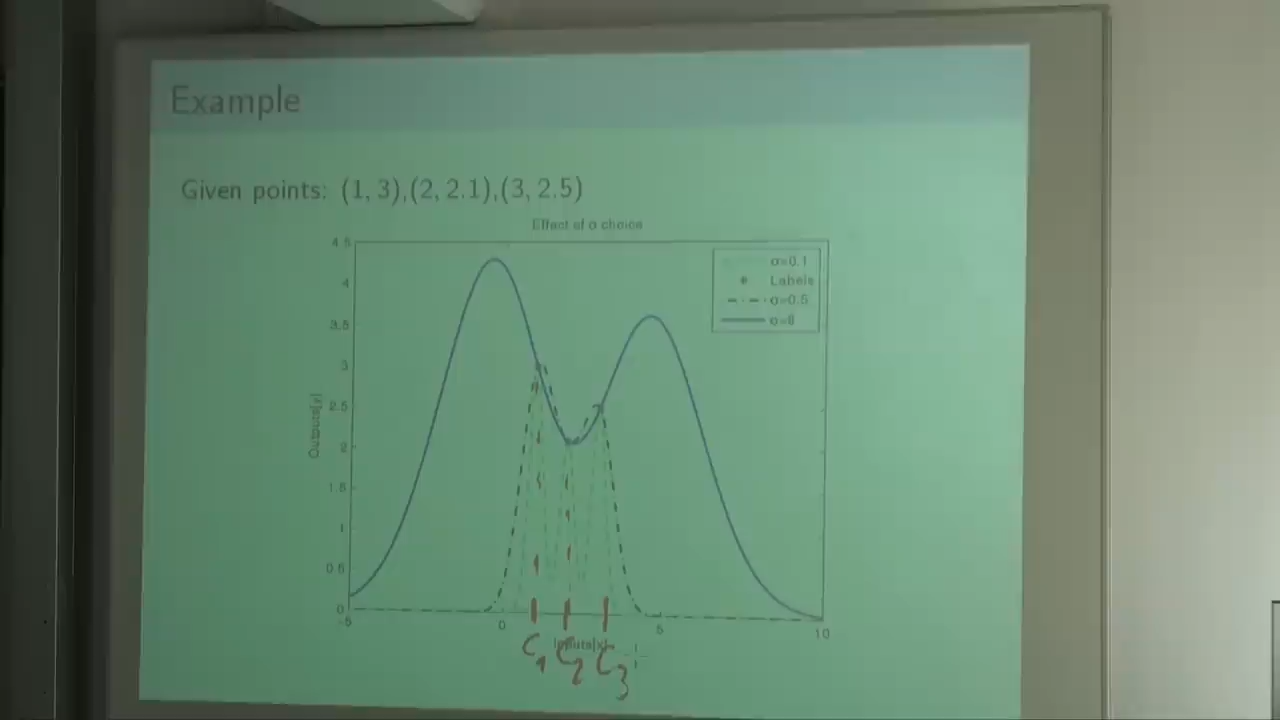 Example
Given points: (1, 3),(2, 2.1),(3, 2.5)
Effect of σ choice
4.5
4
3.5
3
2.5
2
1.5
1
0.5
0
Outputs[y]
σ=0.1
Labels
σ=0.5
σ=8
-5
0
5
10
Inputs[x]
C1 C2 C3